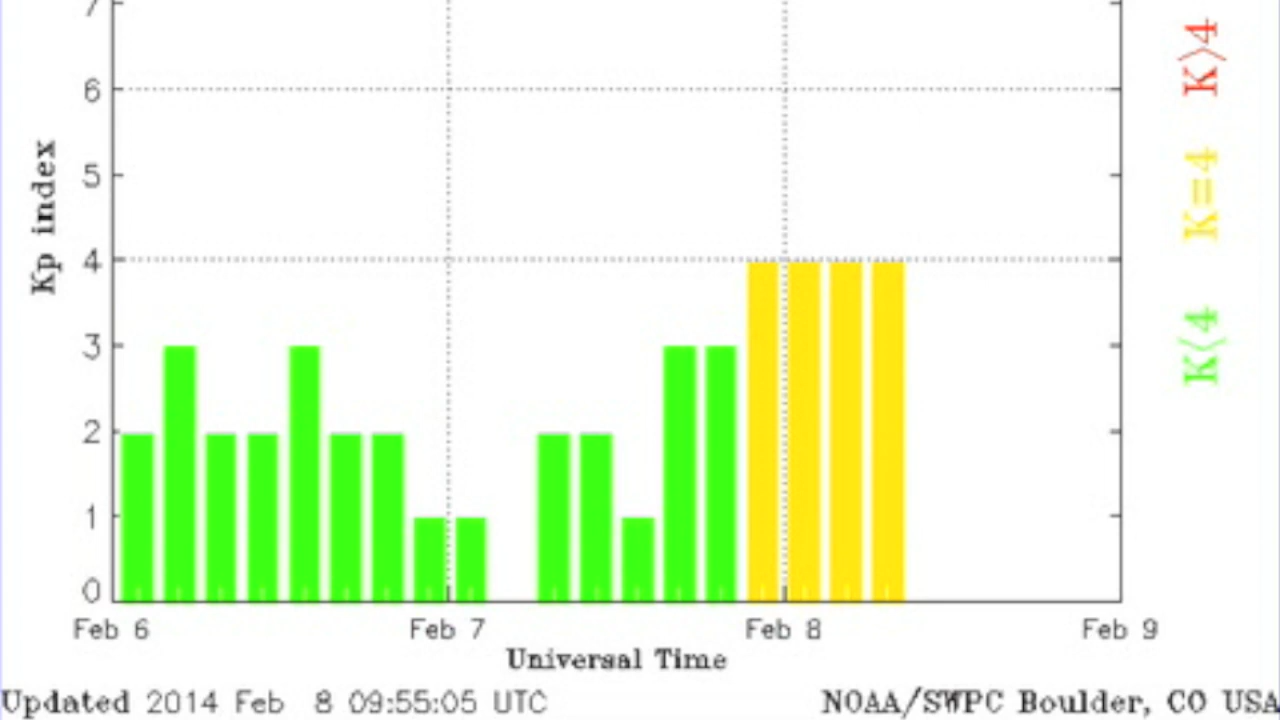 7
6
5
4
3
2
1
0
Kp index
Feb 6 Feb 7 Feb 8 Feb 9
Universal Time
Updated 2014 Feb 8 09:55:05 UTC NOAA/SWPC Boulder, CO USA
K>4
K=4
K<4